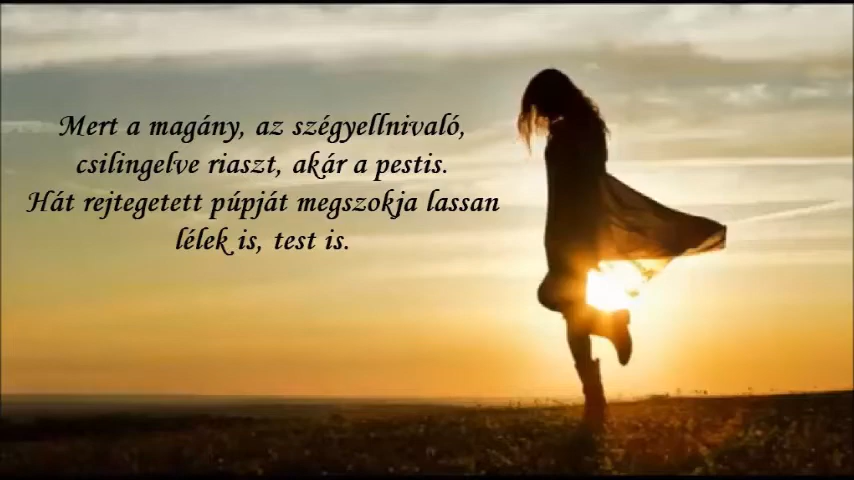 Mert a magány, az szégyellnivaló,
csilingelve riaszt, akár a pestis.
Hát rejtegetett púpját megszokja lassan
lélek is, test is.